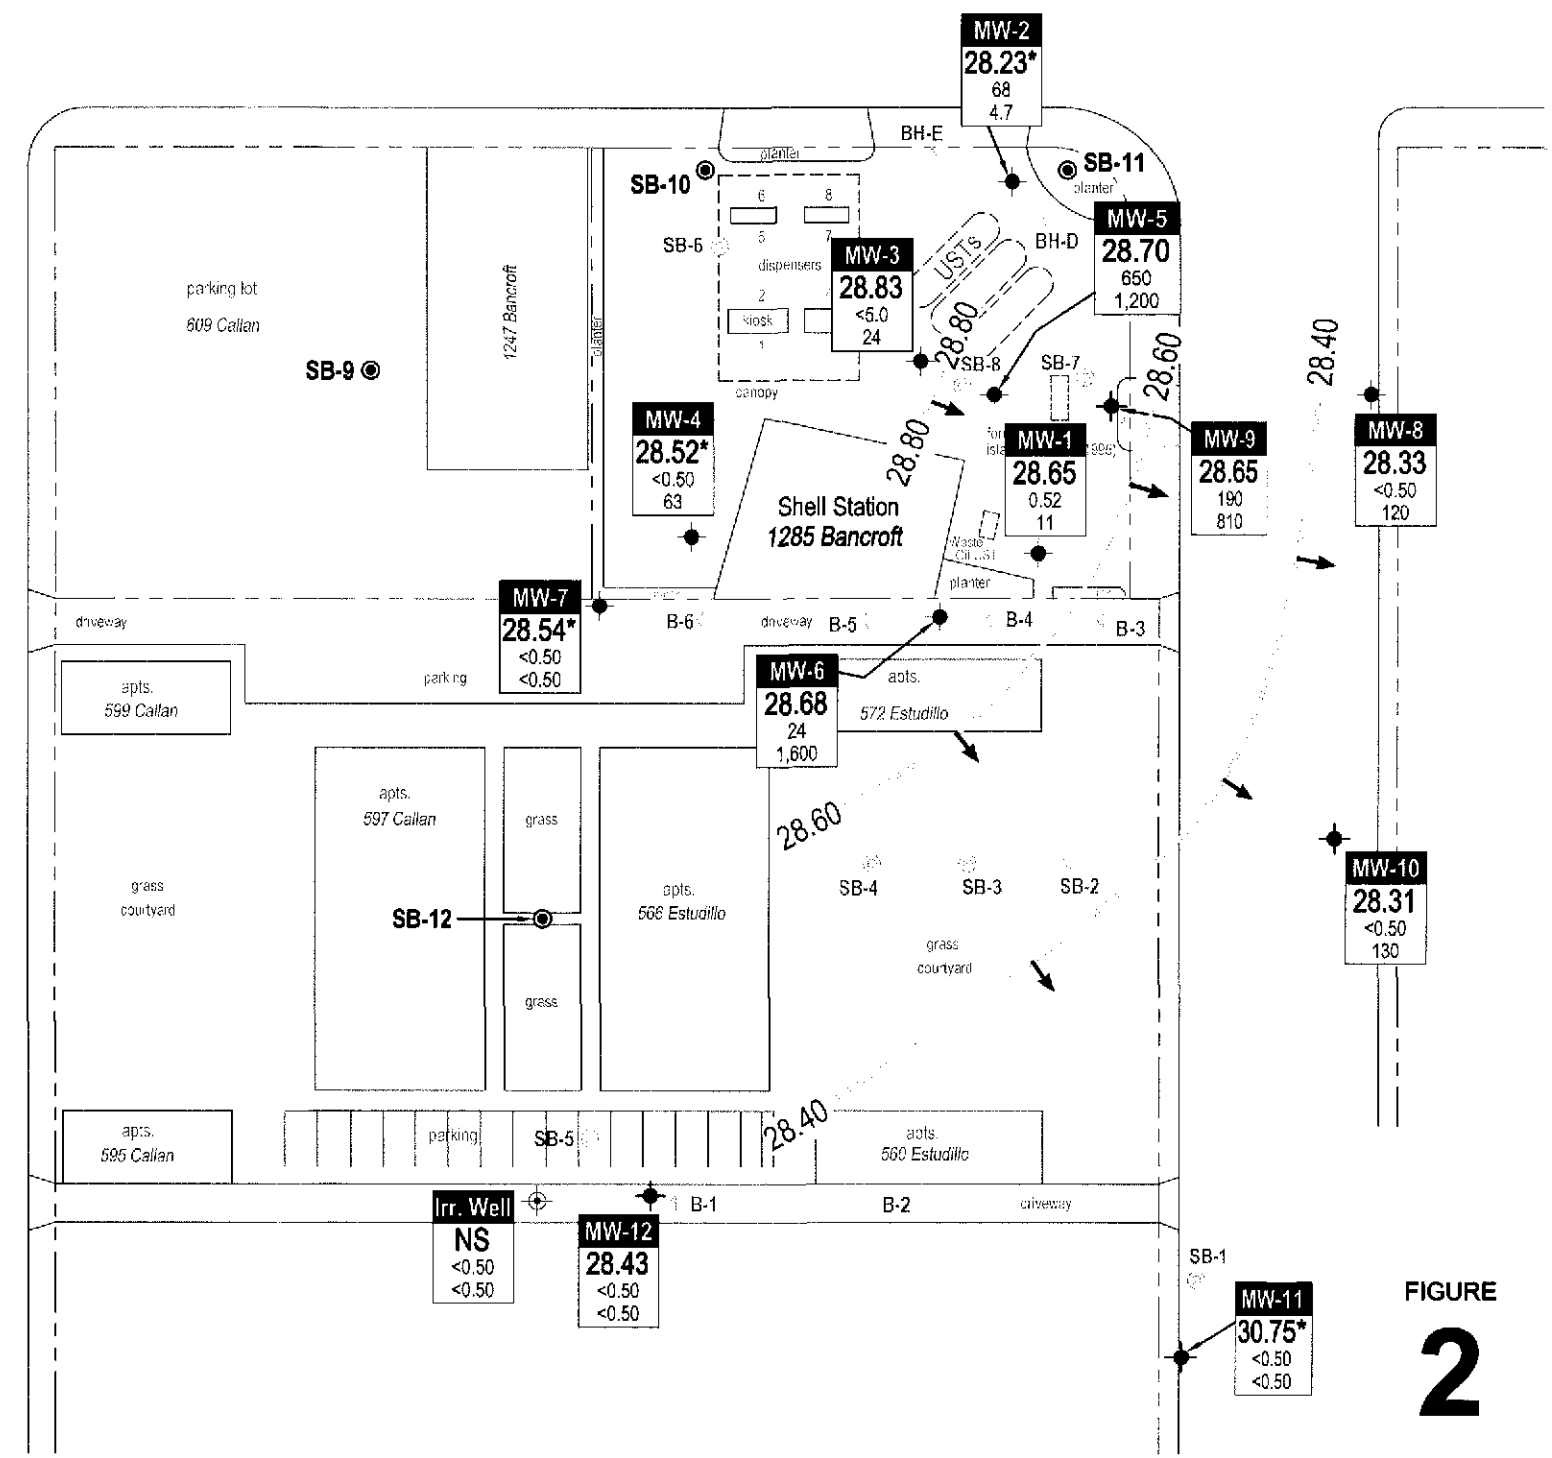 MW-2
28.23*
68
4.7
BH-E
planter
SB-10
SB-11
planter
6
8
5
7
SB-6
dispensers
MW-3
28.83
<5.0
24
USTs
BH-D
MW-5
28.70
650
1,200
parking lot
609 Callan
1247 Bancroft
planter
2
kiosk
1
canopy
28.80
28.60
28.40
SB-9
SB-8
SB-7
MW-4
28.52*
<0.50
63
28.80
MW-1
28.65
0.52
11
MW-9
28.65
190
810
MW-8
28.33
<0.50
120
Shell Station
1285 Bancroft
Waste
Oil UST
planter
MW-7
28.54*
<0.50
<0.50
driveway
B-6
driveway
B-5
B-4
B-3
parking
apts.
599 Callan
MW-6
28.68
24
1,600
apts.
572 Estudillo
apts.
597 Callan
grass
28.60
grass
courtyard
SB-4
SB-3
SB-2
MW-10
28.31
<0.50
130
SB-12
apts.
566 Estudillo
grass
courtyard
grass
28.40
apts.
595 Callan
parking
SB-5
apts.
560 Estudillo
Irr. Well
NS
<0.50
<0.50
MW-12
28.43
<0.50
<0.50
B-1
B-2
driveway
SB-1
MW-11
30.75*
<0.50
<0.50
FIGURE
2